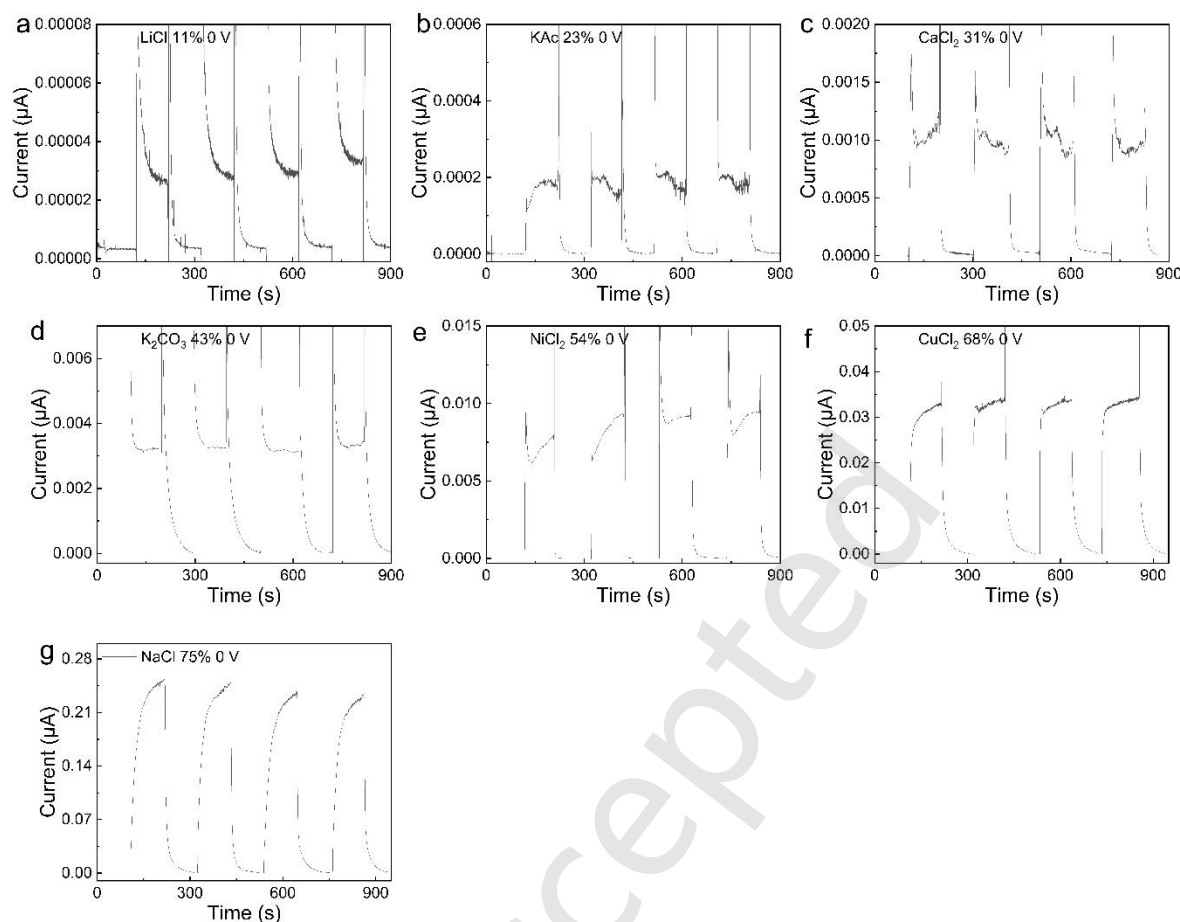 a
LiCl 11% 0 V
0.00008
0.00006
0.00004
0.00002
0.00000
Current (μA)
0 300 600 900
Time (s)
b
KAc 23% 0 V
0.0006
0.0004
0.0002
0.0000
Current (μA)
0 300 600 900
Time (s)
c
CaCl₂ 31% 0 V
0.0020
0.0015
0.0010
0.0005
0.0000
Current (μA)
0 300 600 900
Time (s)
d
K₂CO₃ 43% 0 V
0.006
0.004
0.002
0.000
Current (μA)
0 300 600 900
Time (s)
e
NiCl₂ 54% 0 V
0.015
0.010
0.005
0.000
Current (μA)
0 300 600 900
Time (s)
f
CuCl₂ 68% 0 V
0.05
0.04
0.03
0.02
0.01
0.00
Current (μA)
0 300 600 900
Time (s)
g
NaCl 75% 0 V
0.28
0.21
0.14
0.07
0.00
Current (μA)
0 300 600 900
Time (s)
cepted